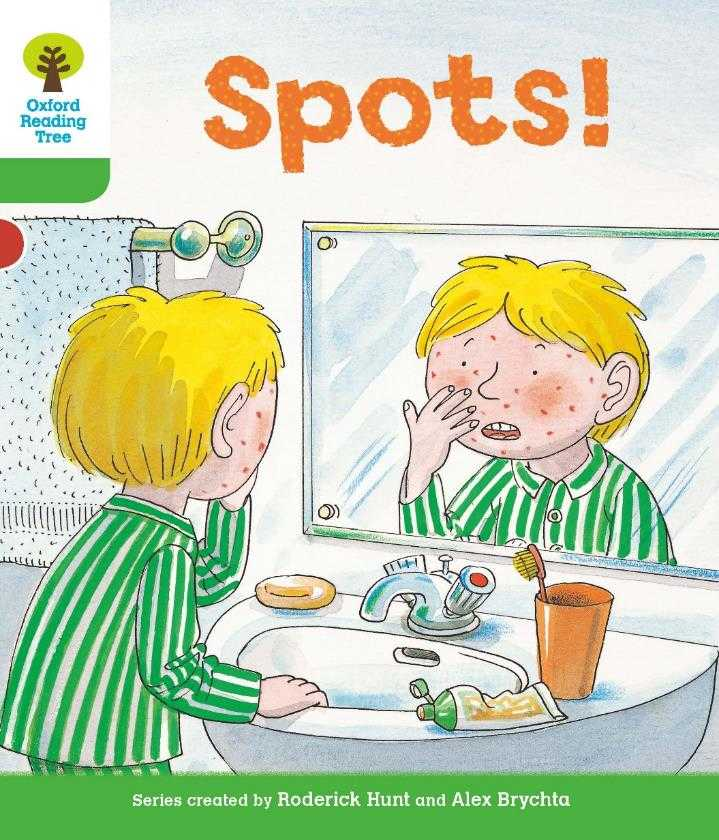 Oxford
Reading
Tree
Spots!
Series created by Roderick Hunt and Alex Brychta